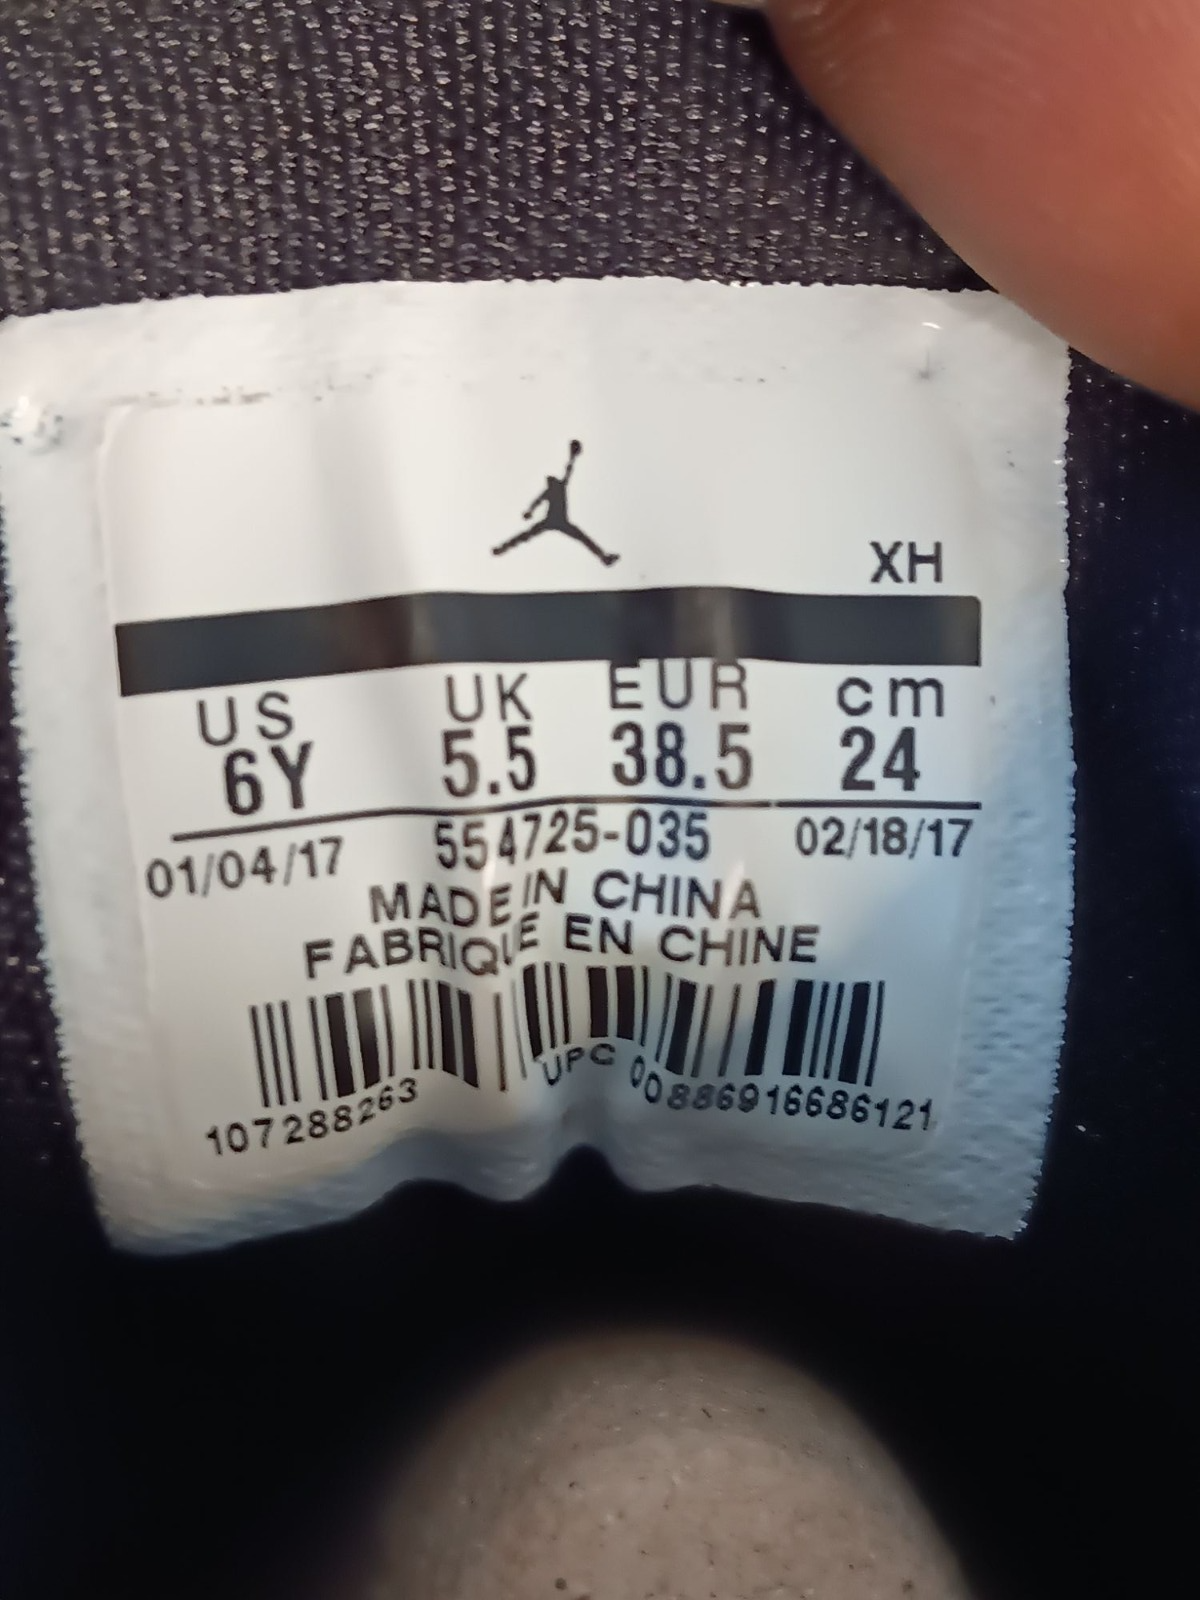 XH
US UK EUR cm
6Y 5.5 38.5 24
01/04/17 554725-035 02/18/17
MADE IN CHINA
FABRIQUE EN CHINE
107288263 UPC 00886916686121